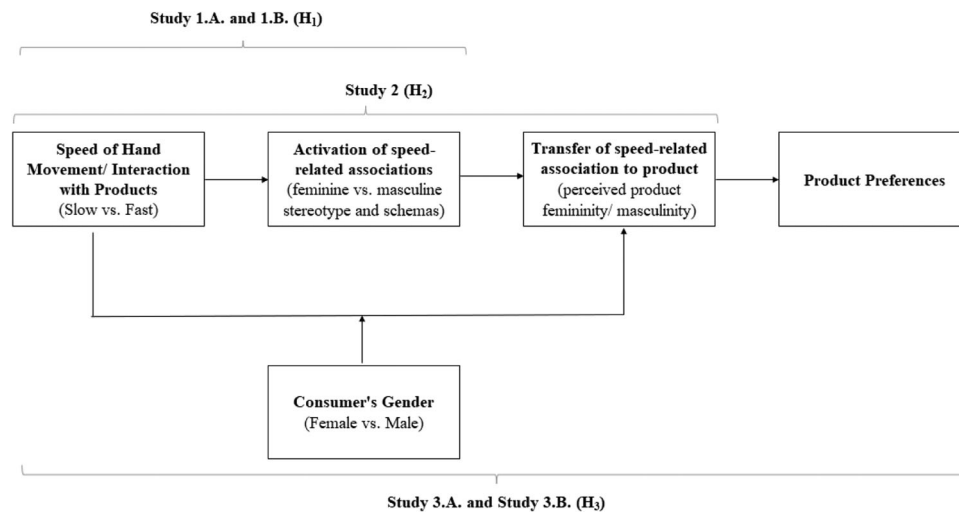 Study 1.A. and 1.B. (H₁)
Study 2 (H₂)
Speed of Hand
Movement/ Interaction
with Products
(Slow vs. Fast)
Activation of speed-
related associations
(feminine vs. masculine
stereotype and schemas)
Transfer of speed-related
association to product
(perceived product
femininity/ masculinity)
Product Preferences
Consumer's Gender
(Female vs. Male)
Study 3.A. and Study 3.B. (H₃)